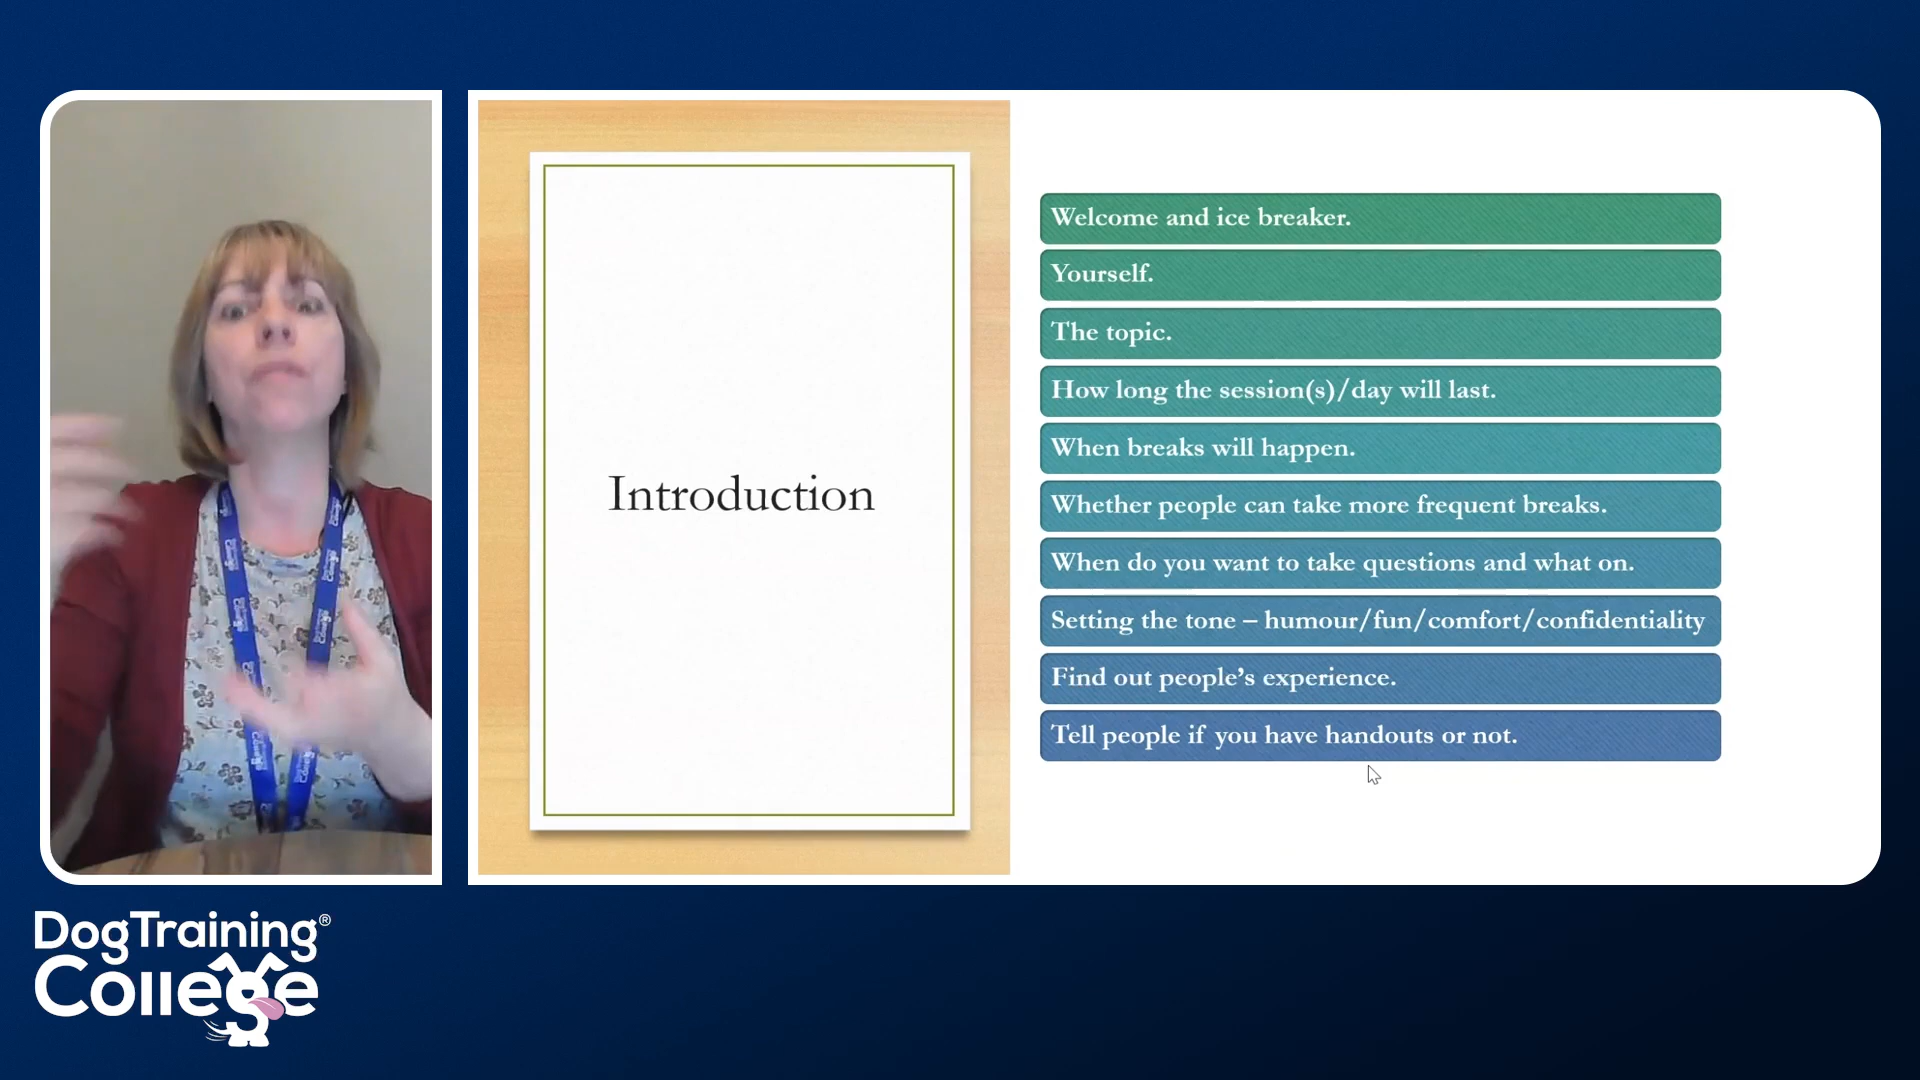 Introduction
Welcome and ice breaker.
Yourself.
The topic.
How long the session(s)/day will last.
When breaks will happen.
Whether people can take more frequent breaks.
When do you want to take questions and what on.
Setting the tone – humour/fun/comfort/confidentiality
Find out people’s experience.
Tell people if you have handouts or not.
DogTraining®
College